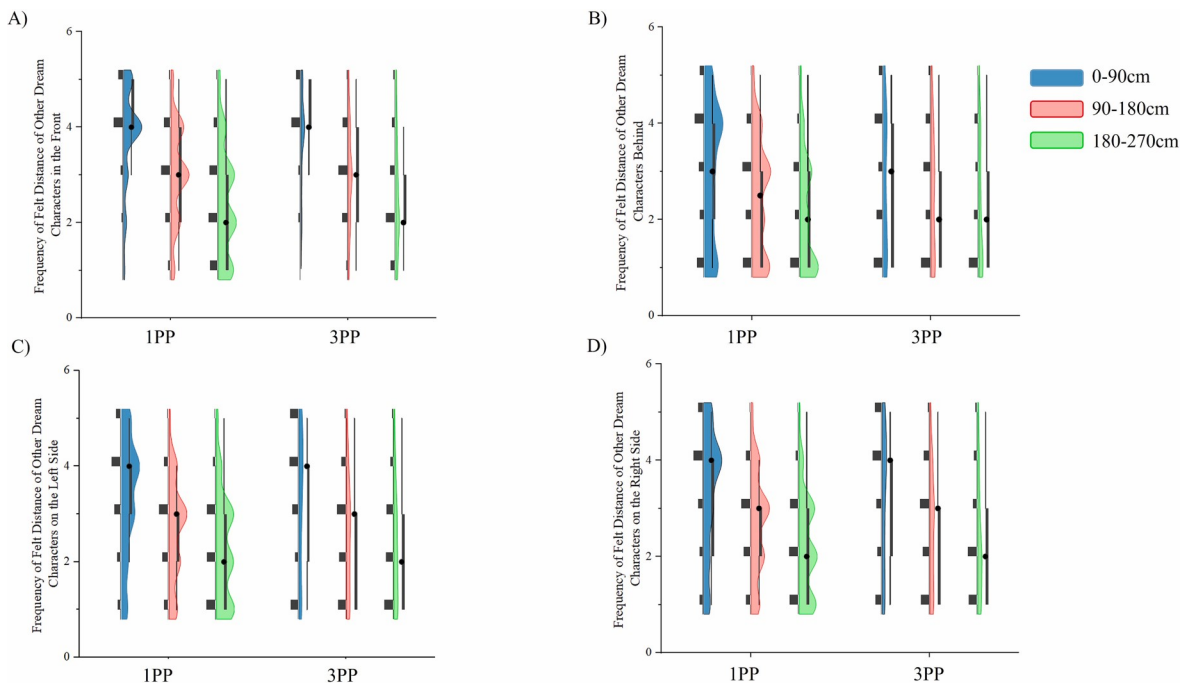 A)
6
4
2
0
Frequency of Felt Distance of Other Dream
Characters in the Front
1PP
3PP
B)
6
4
2
0
Frequency of Felt Distance of Other Dream
Characters Behind
1PP
3PP
0-90cm
90-180cm
180-270cm
C)
6
4
2
0
Frequency of Felt Distance of Other Dream
Characters on the Left Side
1PP
3PP
D)
6
4
2
0
Frequency of Felt Distance of Other Dream
Characters on the Right Side
1PP
3PP